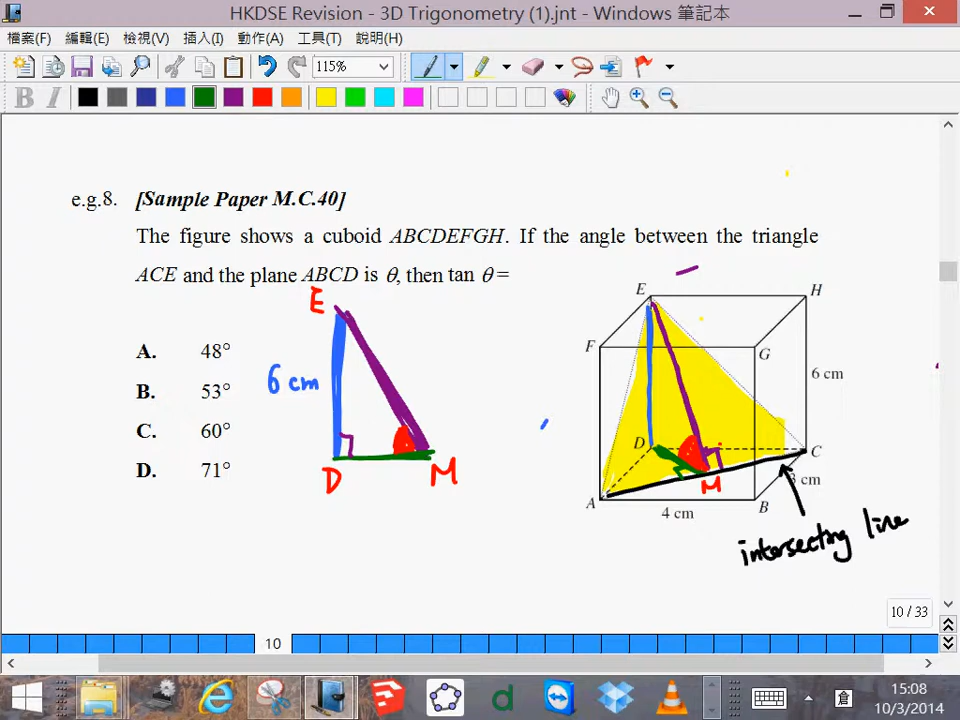 HKDSE Revision - 3D Trigonometry (1).jnt - Windows 筆記本
檔案(F) 編輯(E) 檢視(V) 插入(I) 動作(A) 工具(T) 說明(H)
115%
B I
e.g.8. [Sample Paper M.C.40]
The figure shows a cuboid ABCDEFGH. If the angle between the triangle
ACE and the plane ABCD is θ, then tan θ =
A. 48°
B. 53°
C. 60°
D. 71°
E
6 cm
D M
E H
F G
6 cm
D C
M 3 cm
A B
4 cm
intersecting line
10 / 33
10
倉
15:08
10/3/2014